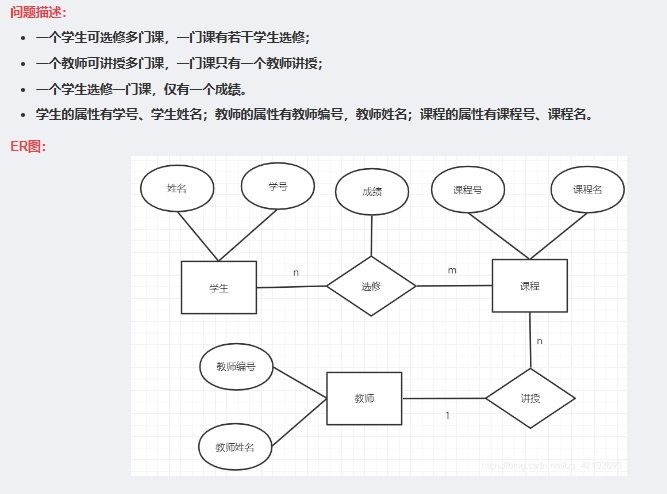 问题描述：
一个学生可选修多门课，一门课有若干学生选修；
一个教师可讲授多门课，一门课只有一个教师讲授；
一个学生选修一门课，仅有一个成绩。
学生的属性有学号、学生姓名；教师的属性有教师编号，教师姓名；课程的属性有课程号、课程名。
ER图：
姓名
学号
成绩
课程号
课程名
学生
n
选修
m
课程
n
教师编号
教师
1
讲授
教师姓名